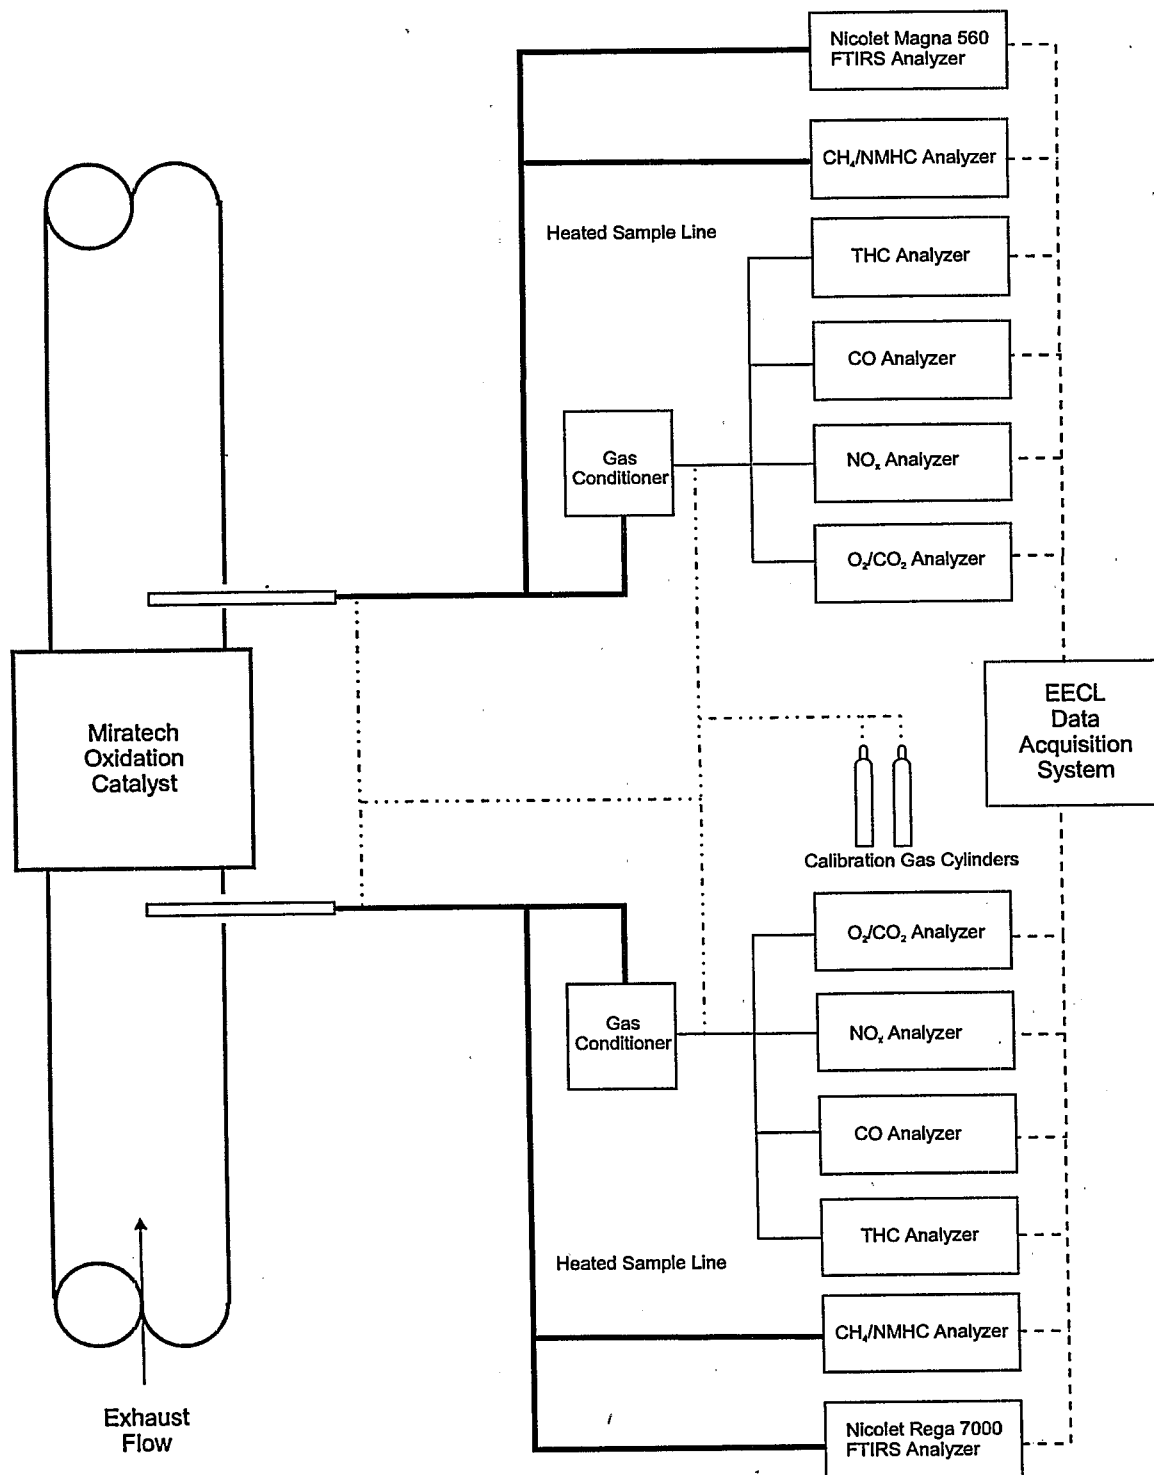 Nicolet Magna 560
FTIRS Analyzer
CH₄/NMHC Analyzer
Heated Sample Line
THC Analyzer
CO Analyzer
Gas
Conditioner
NOₓ Analyzer
O₂/CO₂ Analyzer
Miratech
Oxidation
Catalyst
EECL
Data
Acquisition
System
Calibration Gas Cylinders
O₂/CO₂ Analyzer
Gas
Conditioner
NOₓ Analyzer
CO Analyzer
THC Analyzer
Heated Sample Line
CH₄/NMHC Analyzer
Exhaust
Flow
Nicolet Rega 7000
FTIRS Analyzer